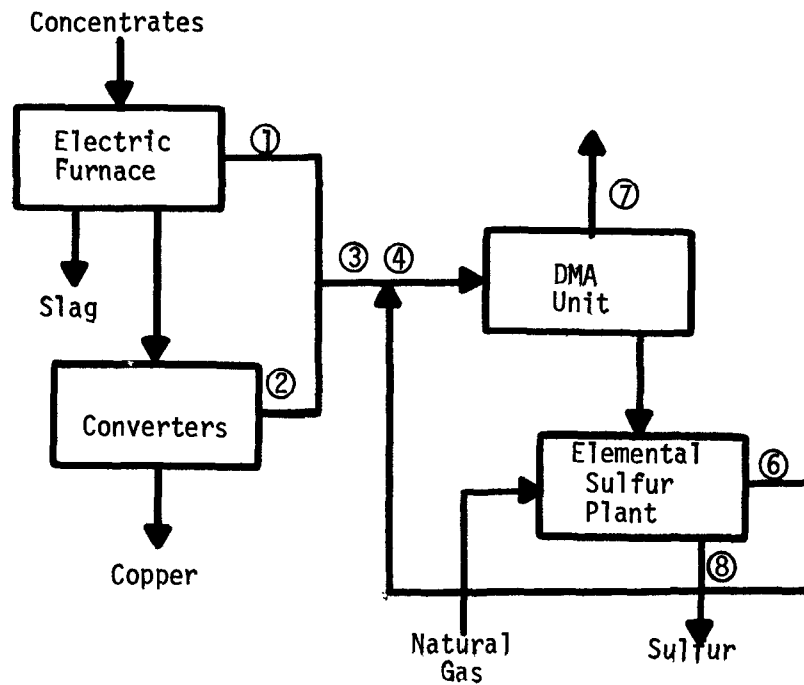 Concentrates
Electric
Furnace
①
Slag
③ ④
⑦
DMA
Unit
②
Converters
Copper
Elemental
Sulfur
Plant
⑥
⑧
Natural
Gas
Sulfur